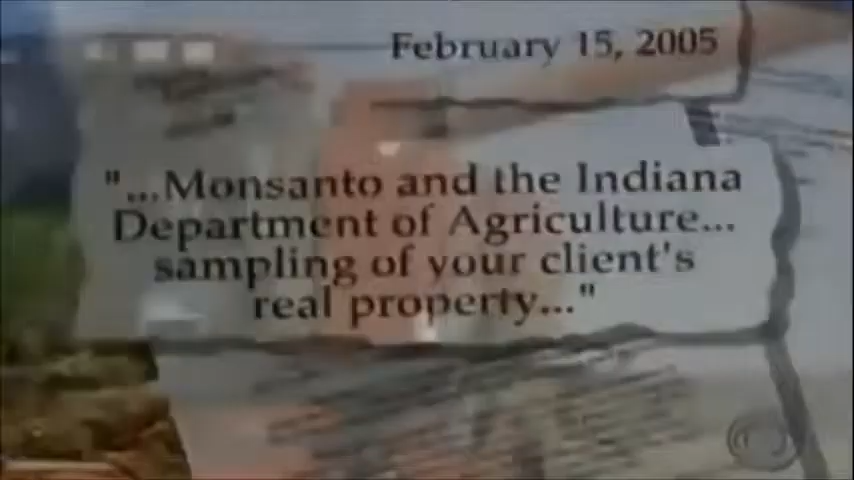 February 15, 2005
"...Monsanto and the Indiana
Department of Agriculture...
sampling of your client's
real property..."